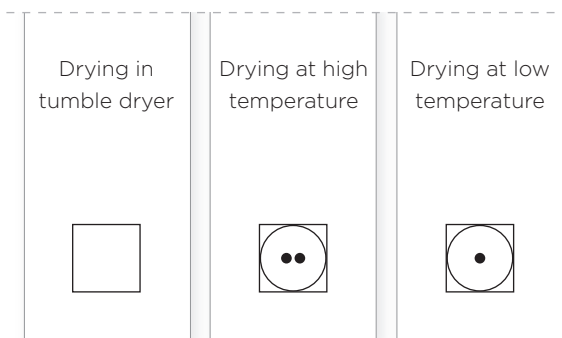 Drying in
tumble dryer
Drying at high
temperature
Drying at low
temperature